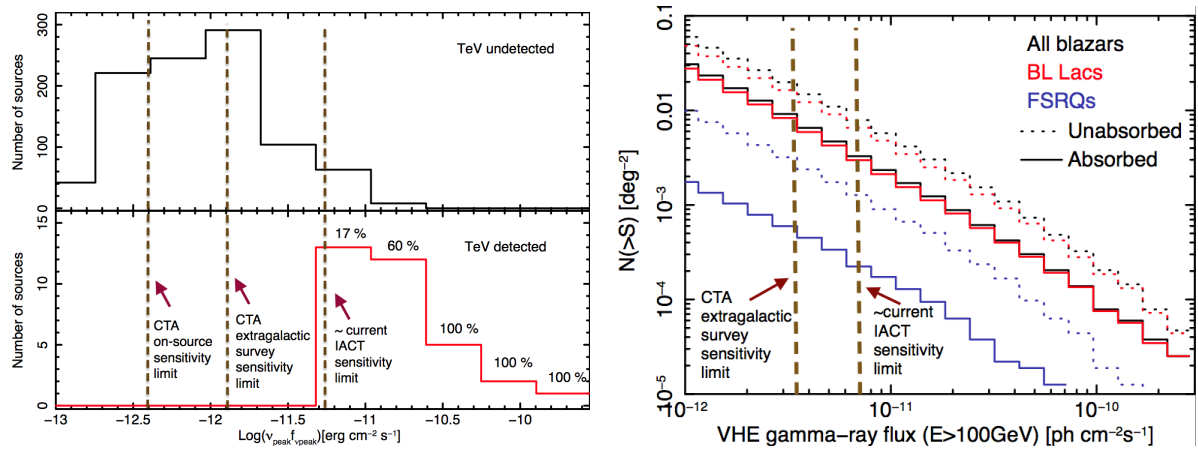 300
200
100
0
Number of sources
TeV undetected
15
10
5
0
Number of sources
17 %
60 %
100 %
100 %
100 %
TeV detected
CTA
on-source
sensitivity
limit
CTA
extragalactic
survey
sensitivity
limit
~ current
IACT
sensitivity
limit
-13
-12.5
-12
-11.5
-11
-10.5
-10
Log(νpeakfνpeak)[erg cm⁻² s⁻¹]
0.1
0.01
10⁻³
10⁻⁴
10⁻⁵
N(>S) [deg⁻²]
All blazars
BL Lacs
FSRQs
Unabsorbed
Absorbed
CTA
extragalactic
survey
sensitivity
limit
~current
IACT
sensitivity
limit
10⁻¹²
10⁻¹¹
10⁻¹⁰
VHE gamma-ray flux (E>100GeV) [ph cm⁻²s⁻¹]